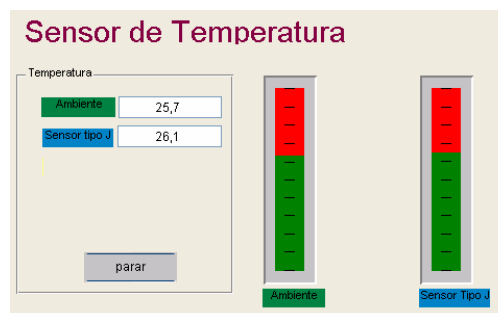 Sensor de Temperatura
Temperatura
Ambiente 25,7
Sensor tipo J 26,1
parar
Ambiente Sensor Tipo J